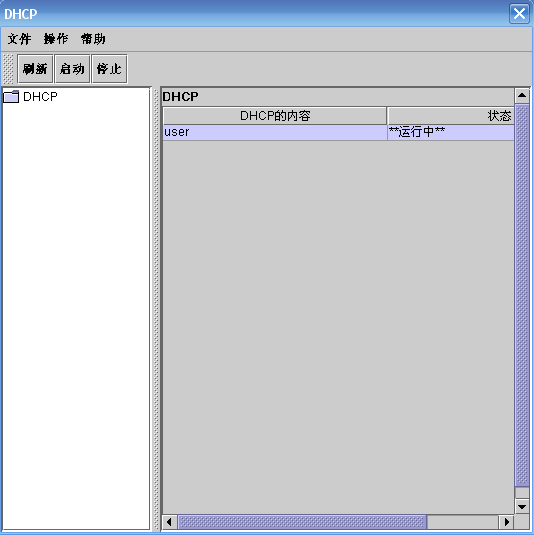 DHCP
文件 操作 帮助
刷新 启动 停止
DHCP
DHCP
DHCP的内容 状态
user **运行中**